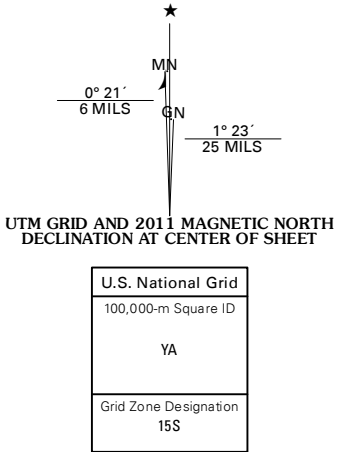 ★
MN
0° 21´
6 MILS
GN
1° 23´
25 MILS
UTM GRID AND 2011 MAGNETIC NORTH
DECLINATION AT CENTER OF SHEET
U.S. National Grid
100,000-m Square ID
YA
Grid Zone Designation
15S